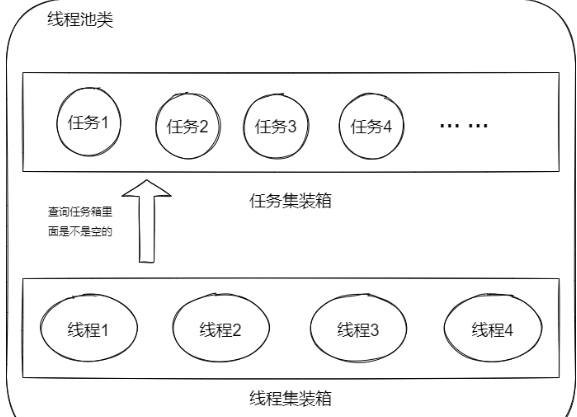 线程池类
任务1 任务2 任务3 任务4 ... ...
任务集装箱
查询任务箱里
面是不是空的
线程1 线程2 线程3 线程4
线程集装箱